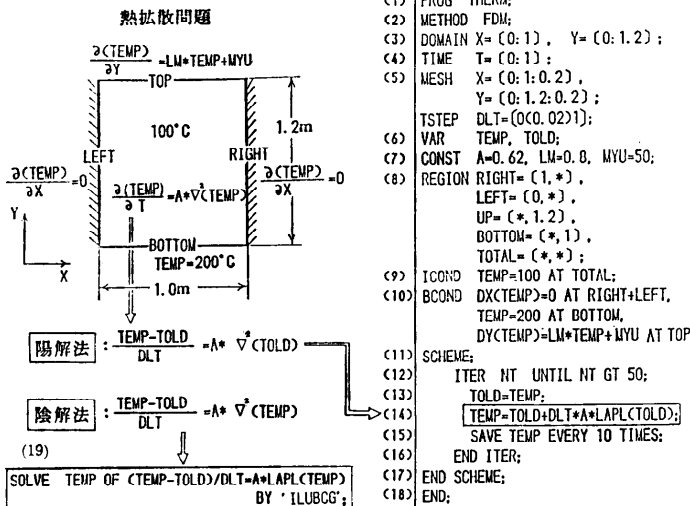 熱拡散問題
∂(TEMP)/∂Y =LM*TEMP+MYU
TOP
100°C
1.2m
LEFT
RIGHT
∂(TEMP)/∂X =0
∂(TEMP)/∂T =A*∇²(TEMP)
∂(TEMP)/∂X =0
Y
X
BOTTOM
TEMP=200°C
1.0m
陽解法 : TEMP-TOLD/DLT =A* ∇²(TOLD)
陰解法 : TEMP-TOLD/DLT =A* ∇²(TEMP)
(19)
SOLVE TEMP OF (TEMP-TOLD)/DLT=A*LAPL(TEMP)
BY 'ILUBCG';
(1) PROG THERM;
(2) METHOD FDM;
(3) DOMAIN X= (0:1), Y= (0:1.2);
(4) TIME T= (0:1);
(5) MESH X= (0:1:0.2),
Y= (0:1.2:0.2);
TSTEP DLT=[0(0.02)1];
(6) VAR TEMP, TOLD;
(7) CONST A=0.62, LM=0.8, MYU=50;
(8) REGION RIGHT= (1,*),
LEFT= (0,*),
UP= (*,1.2),
BOTTOM= (*,1),
TOTAL= (*,*);
(9) ICOND TEMP=100 AT TOTAL;
(10) BCOND DX(TEMP)=0 AT RIGHT+LEFT,
TEMP=200 AT BOTTOM,
DY(TEMP)=LM*TEMP+MYU AT TOP
(11) SCHEME;
(12) ITER NT UNTIL NT GT 50;
(13) TOLD=TEMP;
(14) TEMP=TOLD+DLT*A*LAPL(TOLD);
(15) SAVE TEMP EVERY 10 TIMES;
(16) END ITER;
(17) END SCHEME;
(18) END;